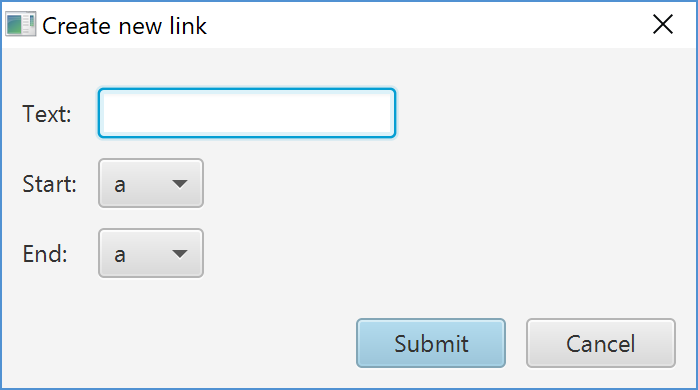 Create new link
Text:
Start: a
End: a
Submit Cancel